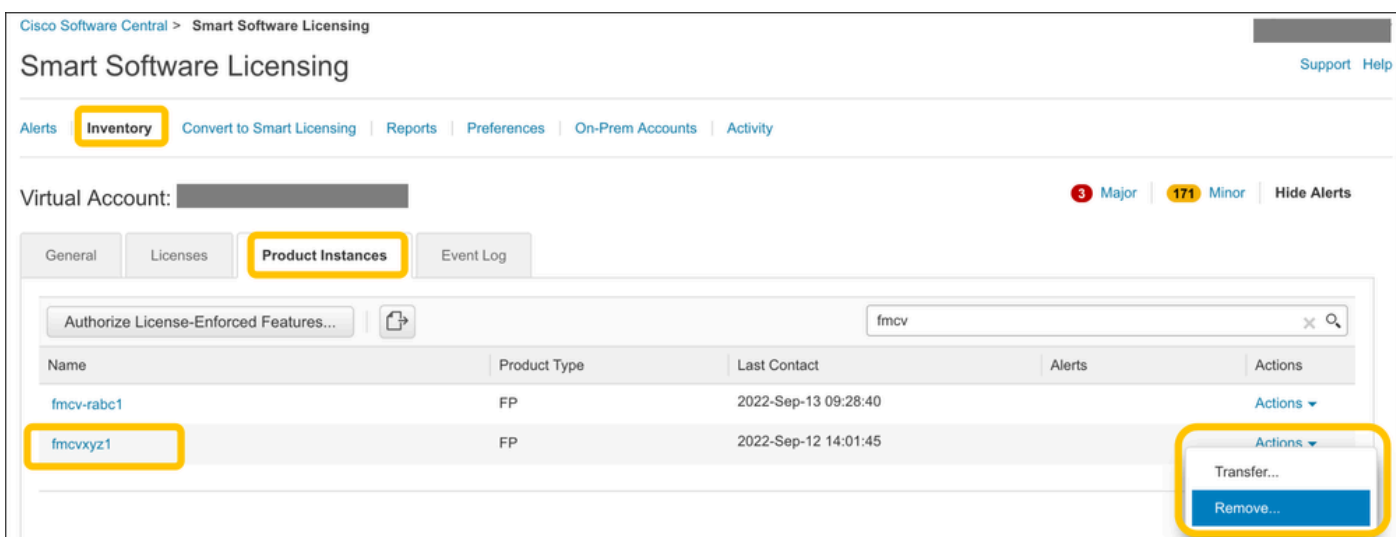 Cisco Software Central > Smart Software Licensing
Smart Software Licensing
Support Help
Alerts Inventory Convert to Smart Licensing Reports Preferences On-Prem Accounts Activity
Virtual Account:
3 Major 171 Minor Hide Alerts
General Licenses Product Instances Event Log
Authorize License-Enforced Features... fmcv
Name Product Type Last Contact Alerts Actions
fmcv-rabc1 FP 2022-Sep-13 09:28:40 Actions
fmcvxyz1 FP 2022-Sep-12 14:01:45 Actions
Transfer...
Remove...